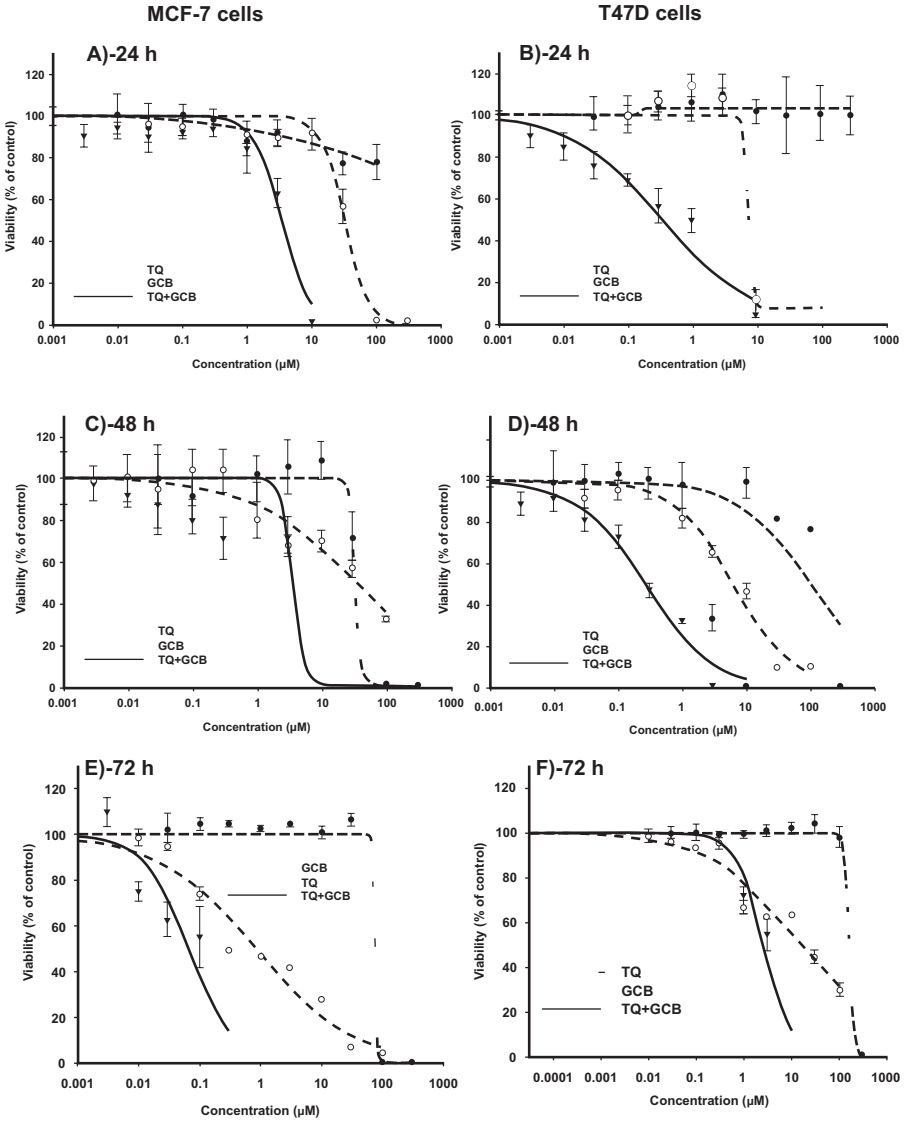 MCF-7 cells
T47D cells
A)-24 h
120
100
80
60
40
20
0
Viability (% of control)
TQ
GCB
TQ+GCB
0.001
0.01
0.1
1
10
100
1000
Concentration (µM)
B)-24 h
120
100
80
60
40
20
0
Viability (% of control)
TQ
GCB
TQ+GCB
0.001
0.01
0.1
1
10
100
1000
Concentration (µM)
C)-48 h
120
100
80
60
40
20
0
Viability (% of control)
TQ
GCB
TQ+GCB
0.001
0.01
0.1
1
10
100
1000
Concentration (µM)
D)-48 h
120
100
80
60
40
20
0
Viability (% of control)
TQ
GCB
TQ+GCB
0.001
0.01
0.1
1
10
100
1000
Concentration (µM)
E)-72 h
120
100
80
60
40
20
0
Viability (% of control)
GCB
TQ
TQ+GCB
0.001
0.01
0.1
1
10
100
1000
Concentration (µM)
F)-72 h
120
100
80
60
40
20
0
Viability (% of control)
TQ
GCB
TQ+GCB
0.0001
0.001
0.01
0.1
1
10
100
1000
Concentration (µM)